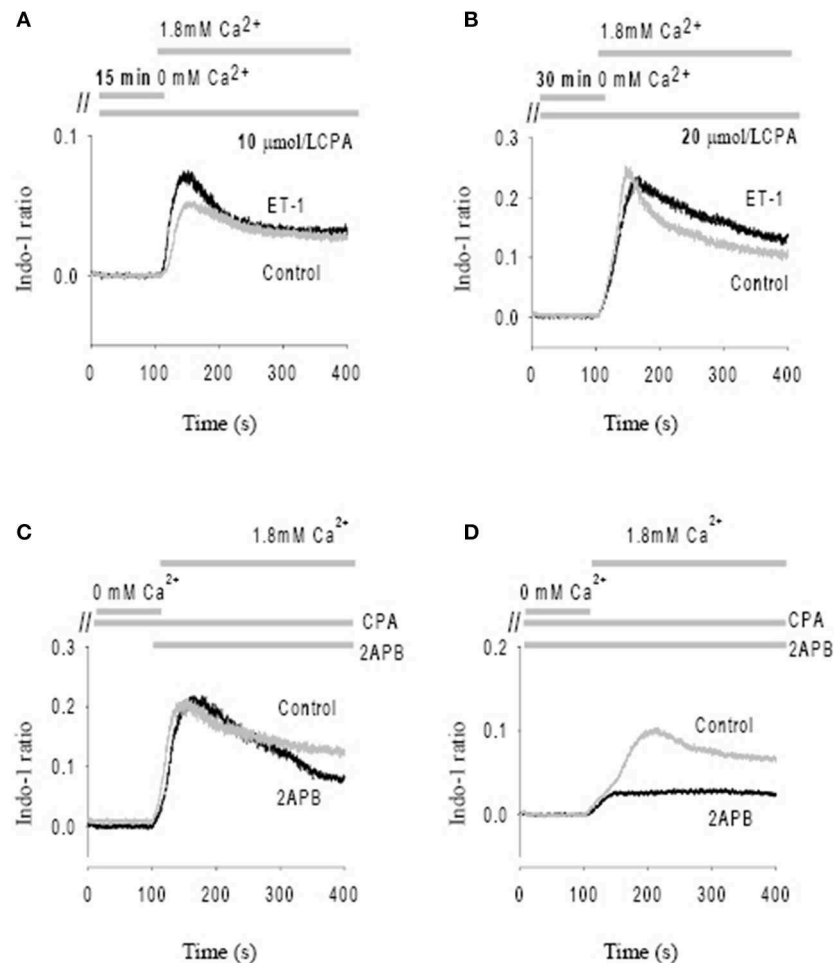 A
1.8mM Ca2+
15 min 0 mM Ca2+
//
10 μmol/LCPA
0.1
0.0
Indo-1 ratio
ET-1
Control
0 100 200 300 400
Time (s)
B
1.8mM Ca2+
30 min 0 mM Ca2+
//
20 μmol/LCPA
0.3
0.2
0.1
0.0
Indo-1 ratio
ET-1
Control
0 100 200 300 400
Time (s)
C
1.8mM Ca2+
0 mM Ca2+
//
CPA
2APB
0.3
0.2
0.1
0.0
Indo-1 ratio
Control
2APB
0 100 200 300 400
Time (s)
D
1.8mM Ca2+
0 mM Ca2+
//
CPA
2APB
0.2
0.1
0.0
Indo-1 ratio
Control
2APB
0 100 200 300 400
Time (s)